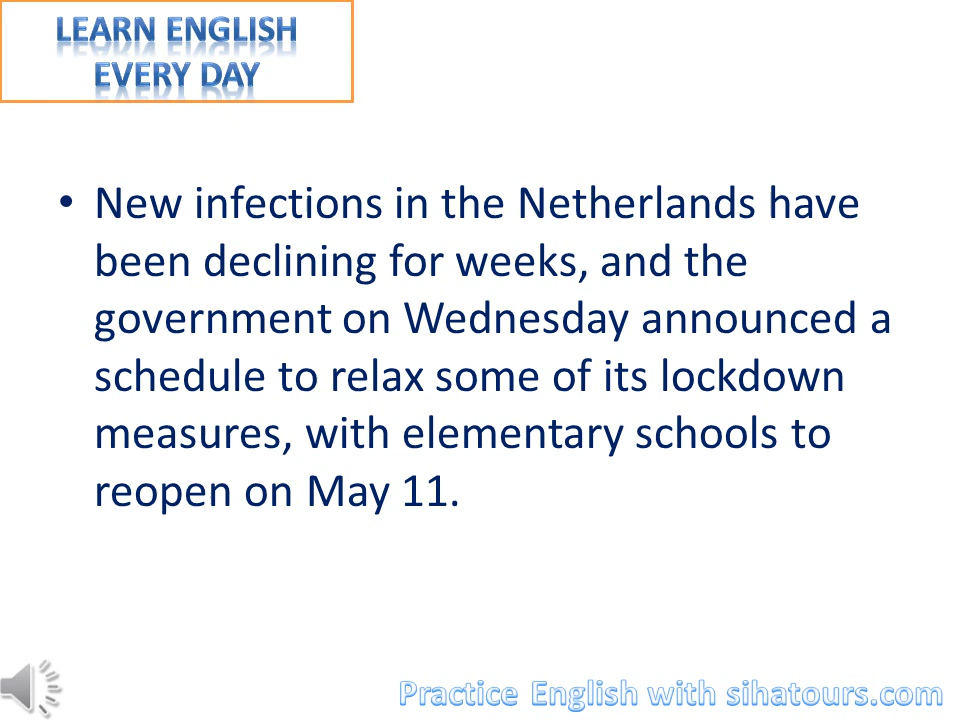 LEARN ENGLISH
EVERY DAY
• New infections in the Netherlands have
been declining for weeks, and the
government on Wednesday announced a
schedule to relax some of its lockdown
measures, with elementary schools to
reopen on May 11.
Practice English with sihatours.com